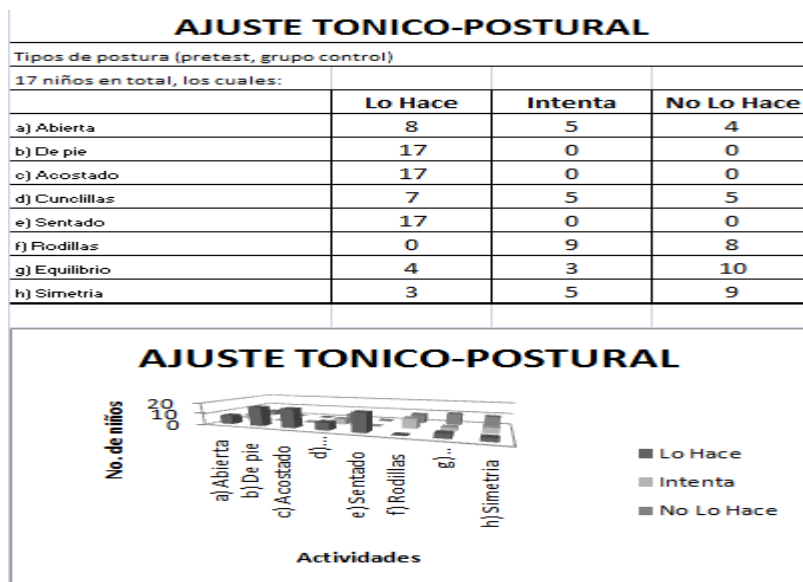 AJUSTE TONICO-POSTURAL
Tipos de postura (pretest, grupo control)
17 niños en total, los cuales:
Lo Hace Intenta No Lo Hace
a) Abierta 8 5 4
b) De pie 17 0 0
c) Acostado 17 0 0
d) Cunclillas 7 5 5
e) Sentado 17 0 0
f) Rodillas 0 9 8
g) Equilibrio 4 3 10
h) Simetria 3 5 9
AJUSTE TONICO-POSTURAL
No. de niños
20
10
0
a) Abierta
b) De pie
c) Acostado
d)...
e) Sentado
f) Rodillas
g)..
h) Simetria
Actividades
Lo Hace
Intenta
No Lo Hace